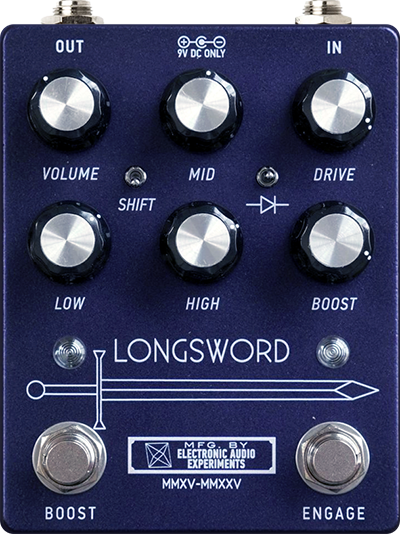 OUT
9V DC ONLY
IN
VOLUME
MID
DRIVE
SHIFT
LOW
HIGH
BOOST
LONGSWORD
MFG. BY
ELECTRONIC AUDIO
EXPERIMENTS
MMXV-MMXXV
BOOST
ENGAGE